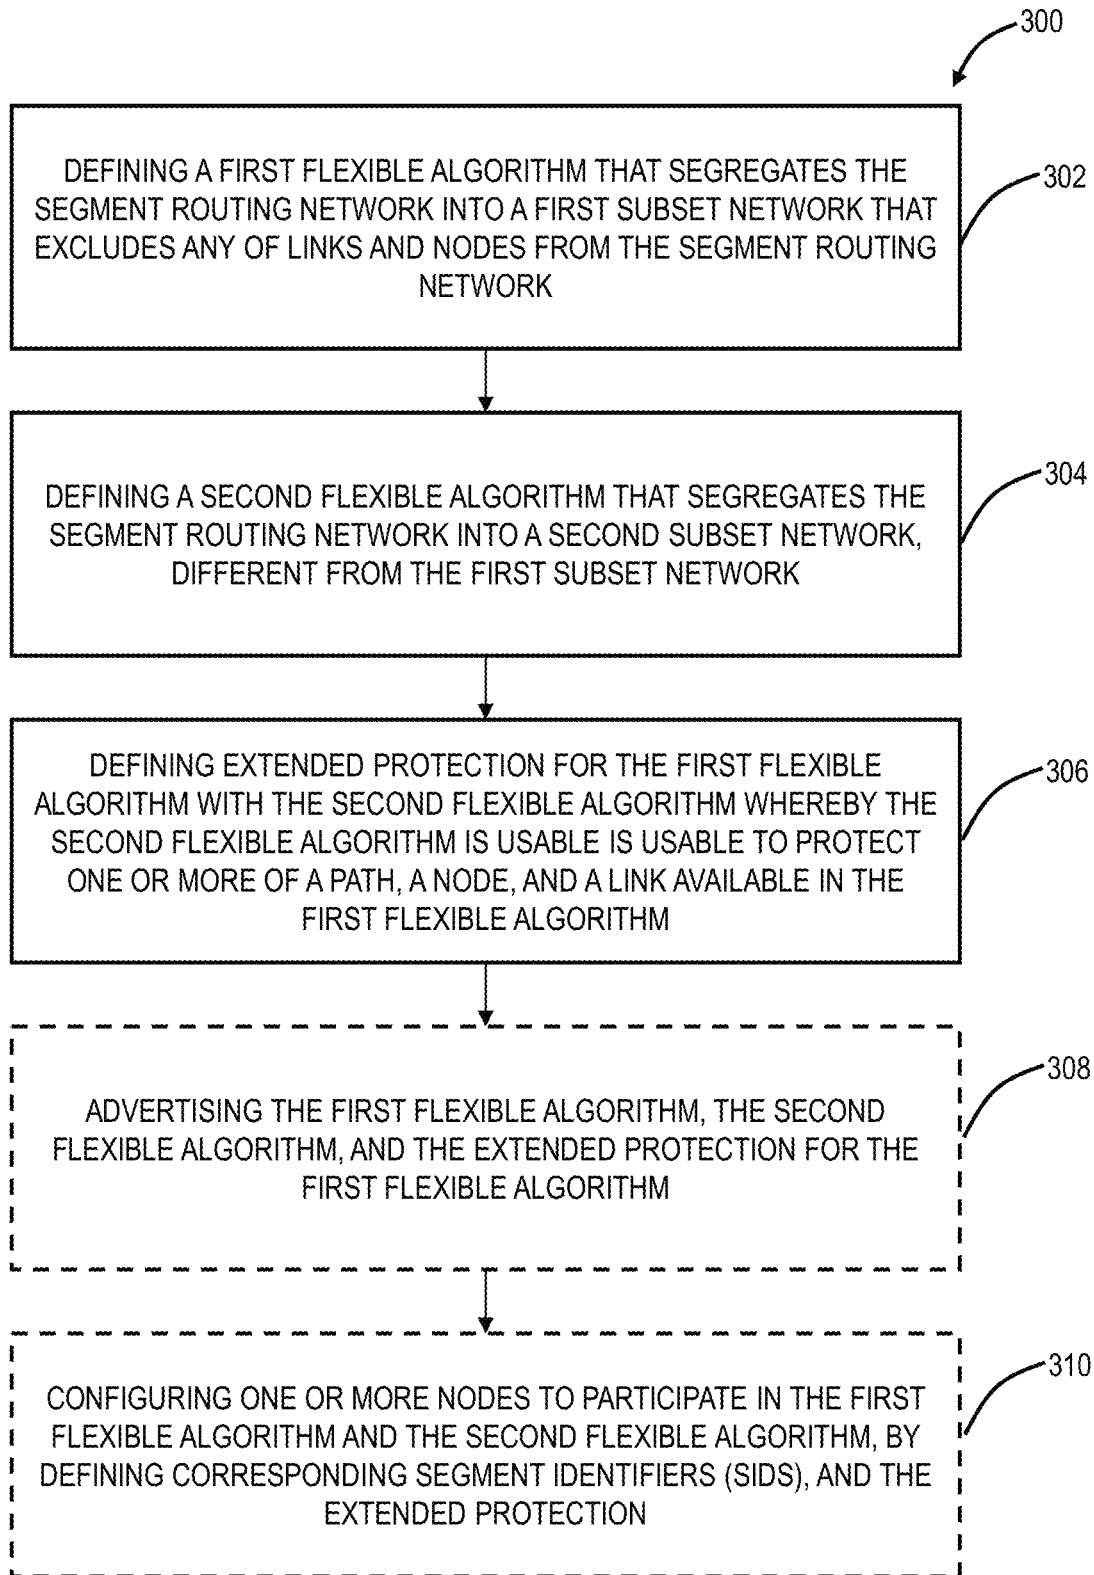 300
DEFINING A FIRST FLEXIBLE ALGORITHM THAT SEGREGATES THE
SEGMENT ROUTING NETWORK INTO A FIRST SUBSET NETWORK THAT
EXCLUDES ANY OF LINKS AND NODES FROM THE SEGMENT ROUTING
NETWORK
302
DEFINING A SECOND FLEXIBLE ALGORITHM THAT SEGREGATES THE
SEGMENT ROUTING NETWORK INTO A SECOND SUBSET NETWORK,
DIFFERENT FROM THE FIRST SUBSET NETWORK
304
DEFINING EXTENDED PROTECTION FOR THE FIRST FLEXIBLE
ALGORITHM WITH THE SECOND FLEXIBLE ALGORITHM WHEREBY THE
SECOND FLEXIBLE ALGORITHM IS USABLE IS USABLE TO PROTECT
ONE OR MORE OF A PATH, A NODE, AND A LINK AVAILABLE IN THE
FIRST FLEXIBLE ALGORITHM
306
ADVERTISING THE FIRST FLEXIBLE ALGORITHM, THE SECOND
FLEXIBLE ALGORITHM, AND THE EXTENDED PROTECTION FOR THE
FIRST FLEXIBLE ALGORITHM
308
CONFIGURING ONE OR MORE NODES TO PARTICIPATE IN THE FIRST
FLEXIBLE ALGORITHM AND THE SECOND FLEXIBLE ALGORITHM, BY
DEFINING CORRESPONDING SEGMENT IDENTIFIERS (SIDS), AND THE
EXTENDED PROTECTION
310